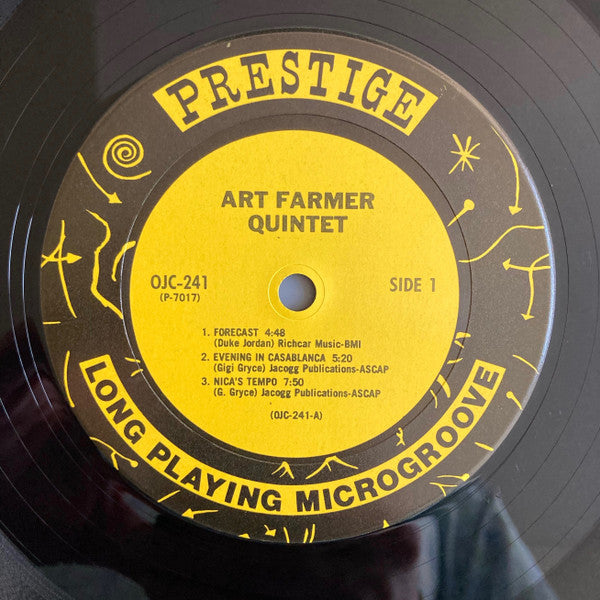 PRESTIGE
ART FARMER
QUINTET
OJC-241
(P-7017)
SIDE 1
1. FORECAST 4:48
(Duke Jordan) Richcar Music-BMI
2. EVENING IN CASABLANCA 5:20
(Gigi Gryce) Jacogg Publications-ASCAP
3. NICA'S TEMPO 7:50
(G. Gryce) Jacogg Publications-ASCAP
(OJC-241-A)
LONG PLAYING MICROGROOVE